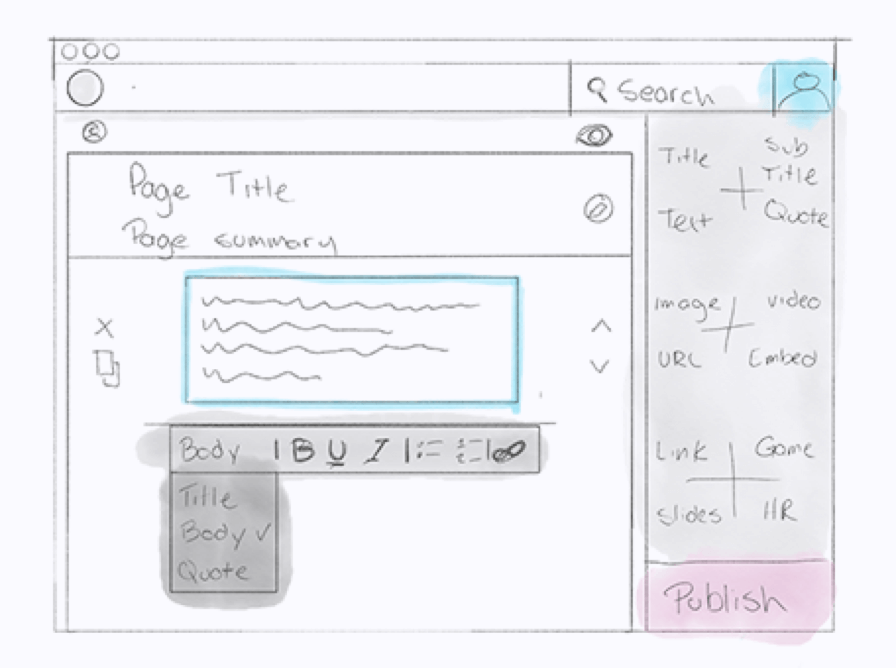 Search
Page Title
Page summary
Body | B U I
Title
Body ✓
Quote
Title
Sub
Title
Text
Quote
Image
video
URL
Embed
Link
Game
Slides
HR
Publish